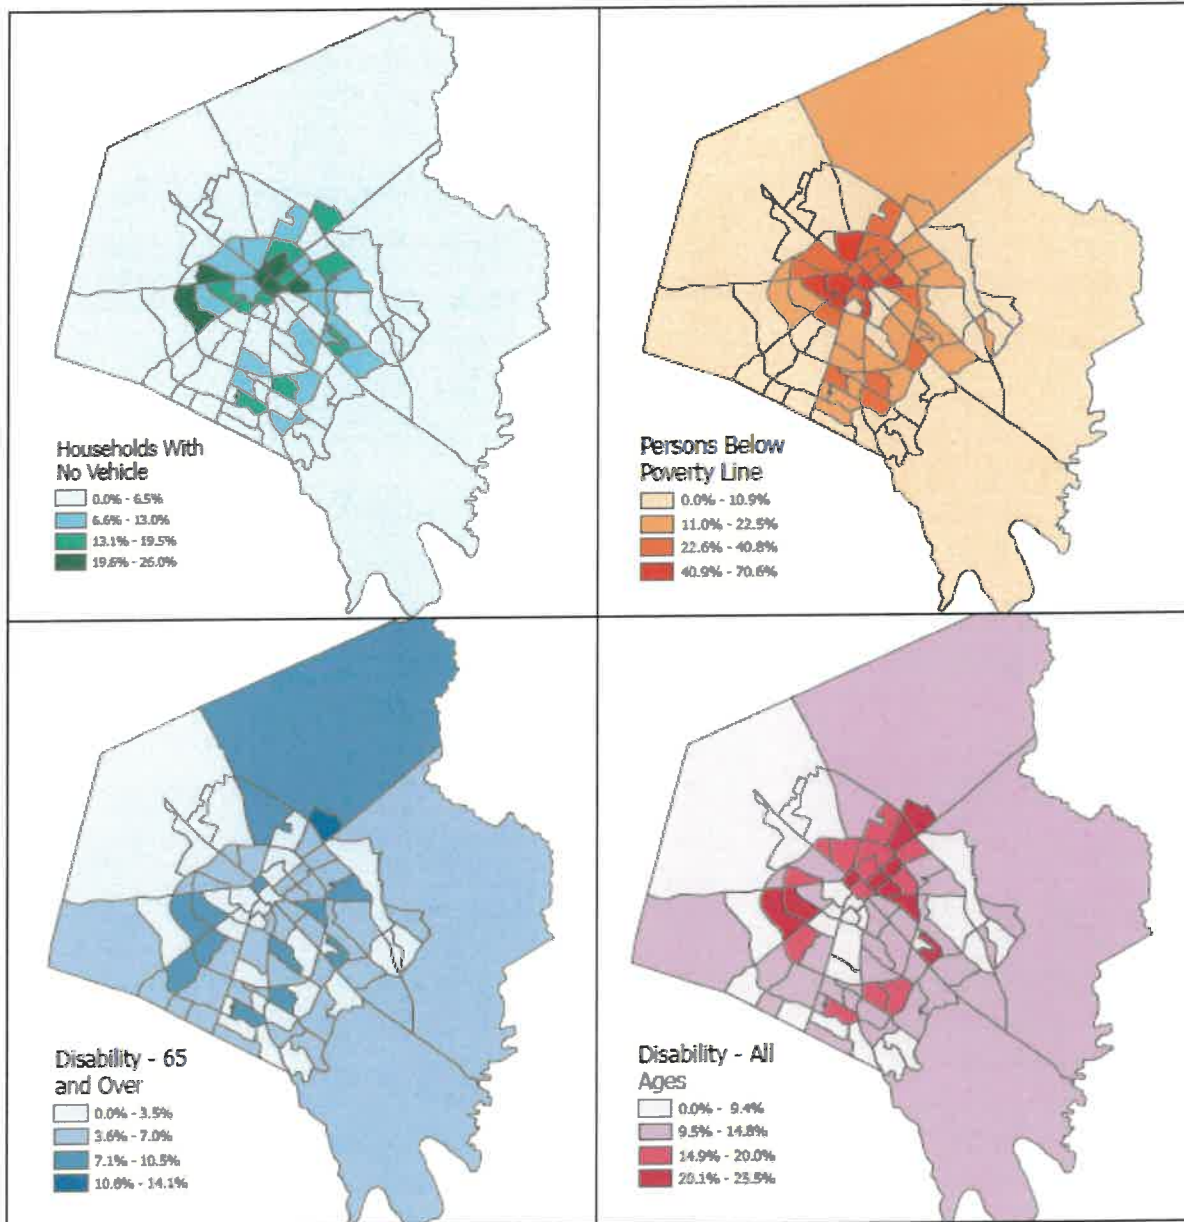 Households With
No Vehicle
0.0% - 6.5%
6.6% - 13.0%
13.1% - 19.5%
19.6% - 26.0%
Persons Below
Poverty Line
0.0% - 10.9%
11.0% - 22.5%
22.6% - 40.8%
40.9% - 70.6%
Disability - 65
and Over
0.0% - 3.5%
3.6% - 7.0%
7.1% - 10.5%
10.6% - 14.1%
Disability - All
Ages
0.0% - 9.4%
9.5% - 14.8%
14.9% - 20.0%
20.1% - 25.5%